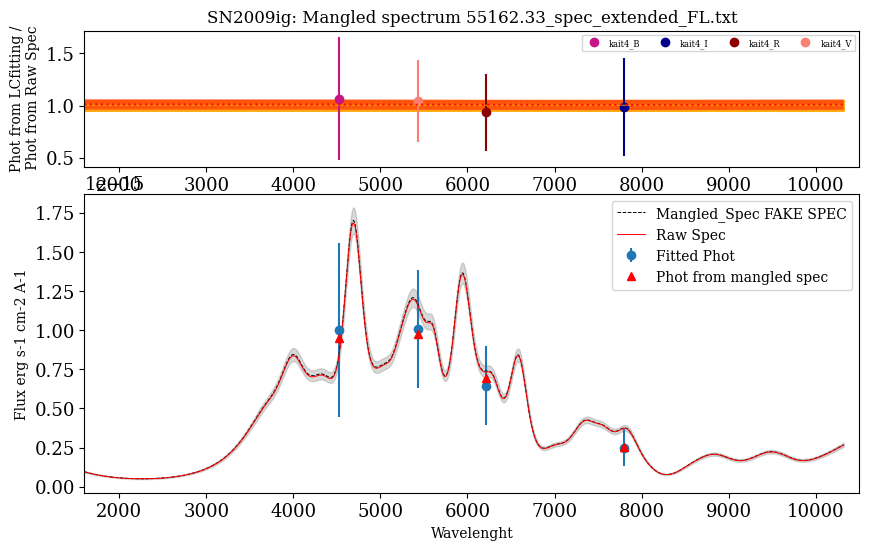 SN2009ig: Mangled spectrum 55162.33_spec_extended_FL.txt
Phot from LCfitting /
Phot from Raw Spec
1.5
1.0
0.5
kait4_B
kait4_I
kait4_R
kait4_V
2000 3000 4000 5000 6000 7000 8000 9000 10000
1e−15
Flux erg s-1 cm-2 A-1
1.75
1.50
1.25
1.00
0.75
0.50
0.25
0.00
Mangled_Spec FAKE SPEC
Raw Spec
Fitted Phot
Phot from mangled spec
2000 3000 4000 5000 6000 7000 8000 9000 10000
Wavelenght